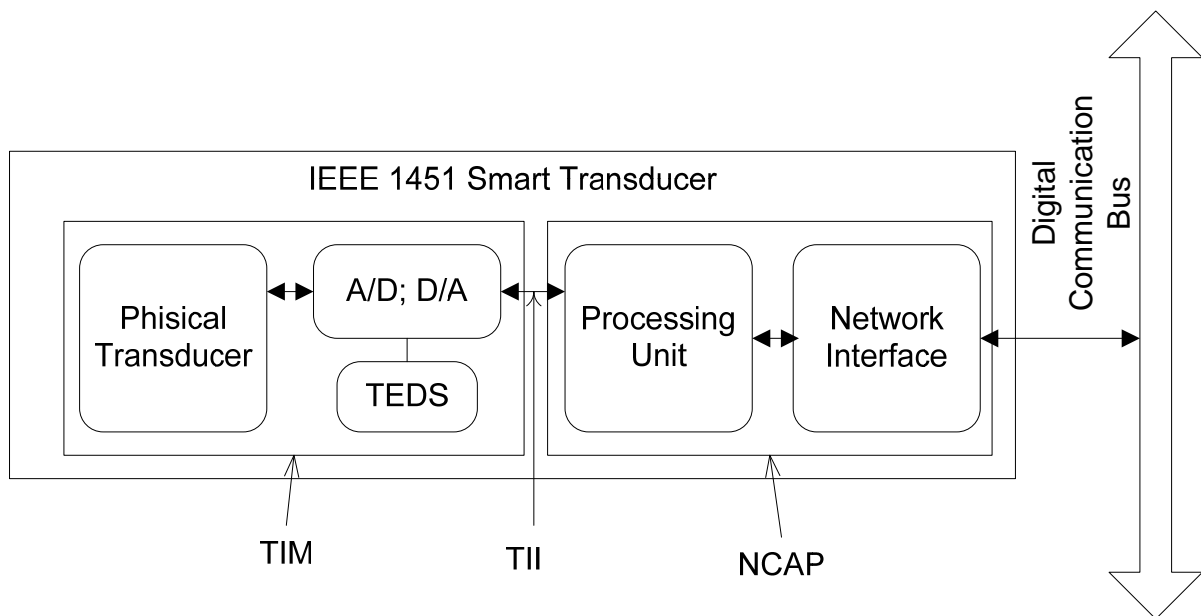 IEEE 1451 Smart Transducer
Phisical
Transducer
A/D; D/A
TEDS
Processing
Unit
Network
Interface
Digital
Communication
Bus
TIM
TII
NCAP